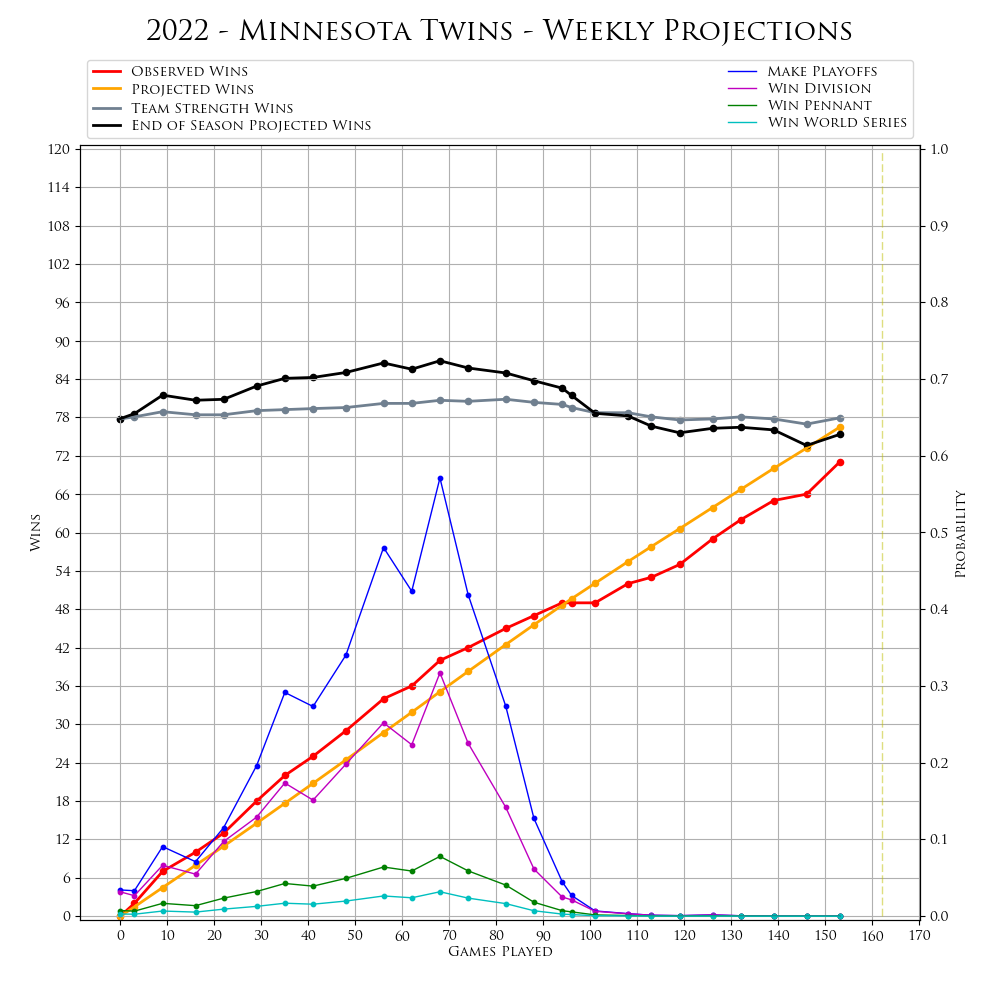 2022 - Minnesota Twins - Weekly Projections
Observed Wins
Projected Wins
Team Strength Wins
End of Season Projected Wins
Make Playoffs
Win Division
Win Pennant
Win World Series
120
114
108
102
96
90
84
78
72
66
60
54
48
42
36
30
24
18
12
6
0
Wins
1.0
0.9
0.8
0.7
0.6
0.5
0.4
0.3
0.2
0.1
0.0
Probability
0 10 20 30 40 50 60 70 80 90 100 110 120 130 140 150 160 170
Games Played